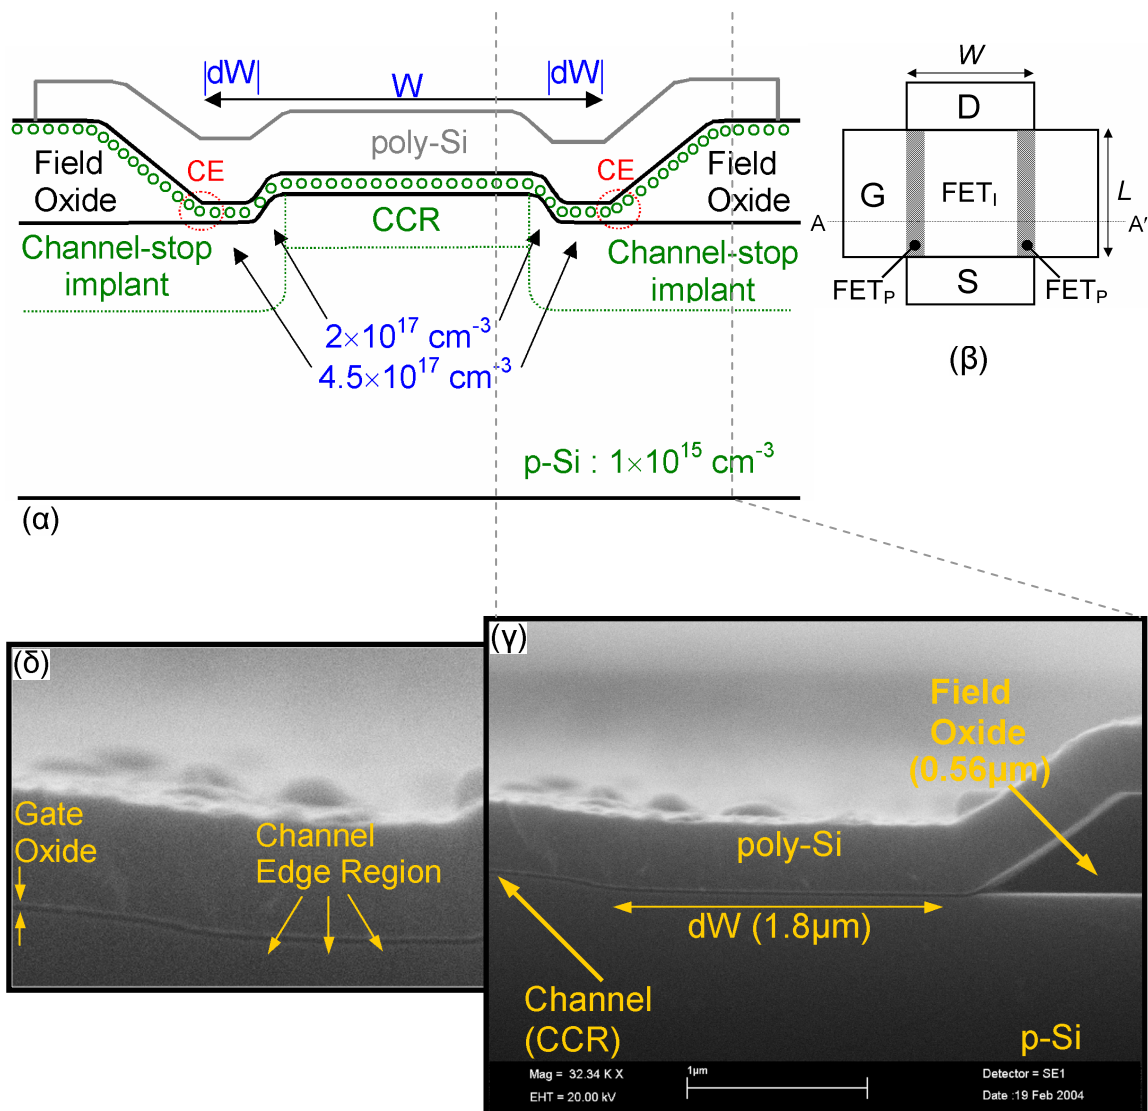 |dW|
W
|dW|
poly-Si
CE
CE
Field
Oxide
Field
Oxide
CCR
Channel-stop
implant
Channel-stop
implant
2×10¹⁷ cm⁻³
4.5×10¹⁷ cm⁻³
p-Si : 1×10¹⁵ cm⁻³
(α)
W
D
G
FET_I
L
A
A′
FET_P
S
FET_P
(β)
(δ)
Gate
Oxide
Channel
Edge Region
(γ)
Field
Oxide
(0.56μm)
poly-Si
dW (1.8μm)
Channel
(CCR)
p-Si
Mag = 32.34 K X
EHT = 20.00 kV
1μm
Detector = SE1
Date :19 Feb 2004